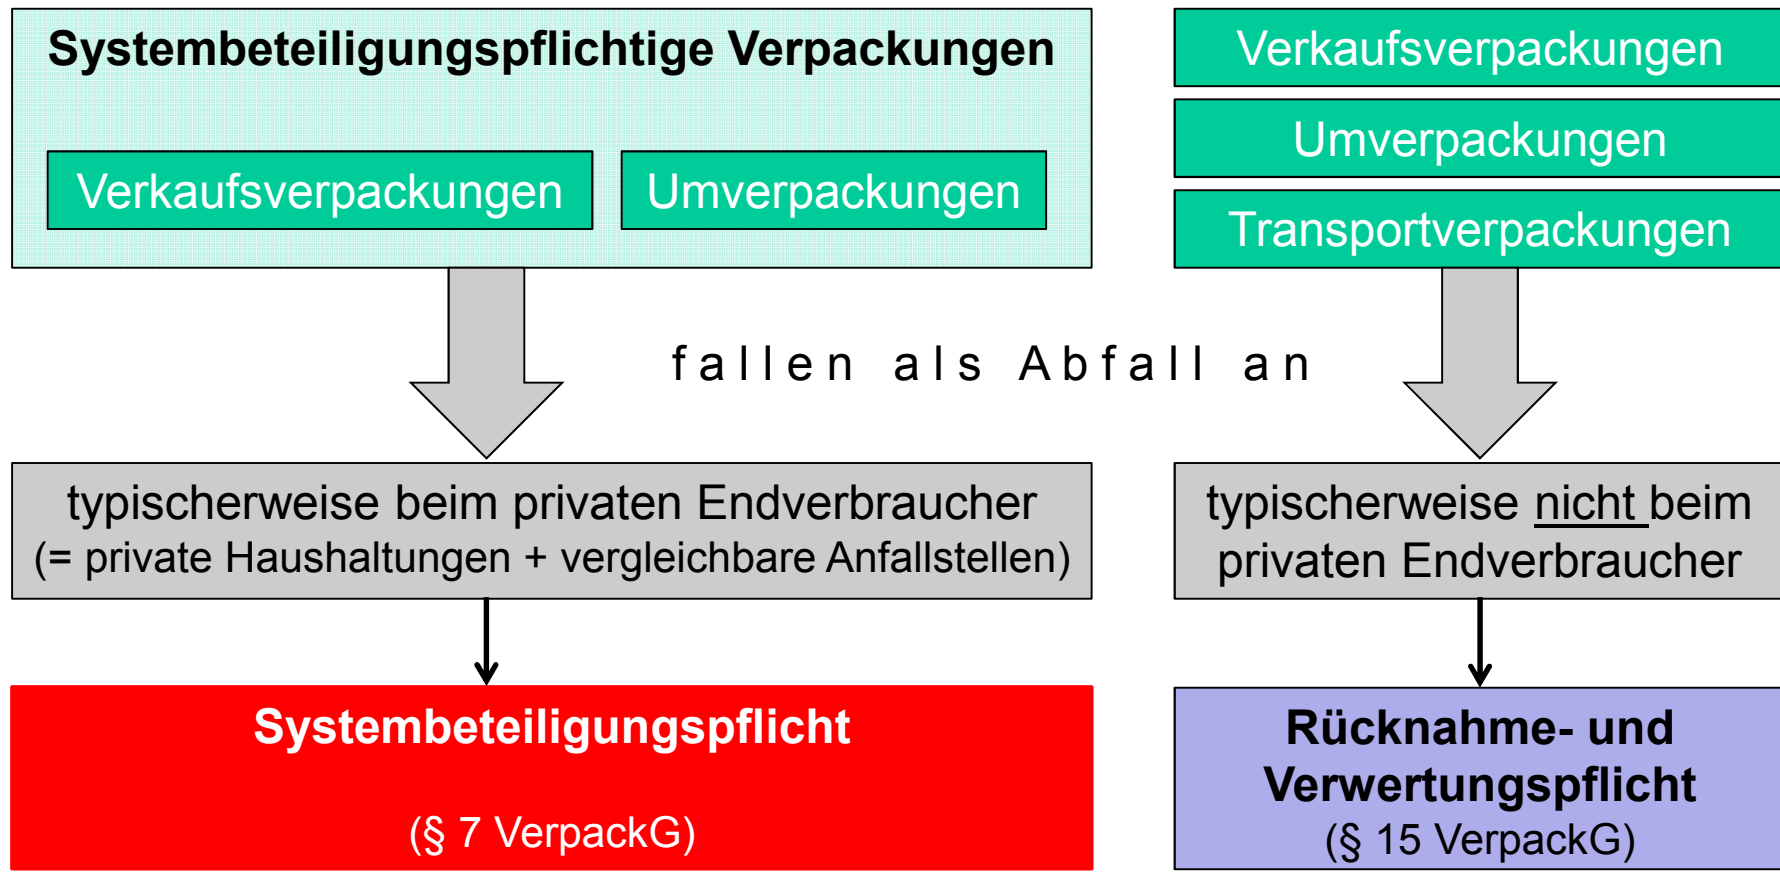 Systembeteiligungspflichtige Verpackungen
Verkaufsverpackungen
Umverpackungen
Verkaufsverpackungen
Umverpackungen
Transportverpackungen
fallen als Abfall an
typischerweise beim privaten Endverbraucher
(= private Haushaltungen + vergleichbare Anfallstellen)
typischerweise nicht beim
privaten Endverbraucher
Systembeteiligungspflicht
(§ 7 VerpackG)
Rücknahme- und
Verwertungspflicht
(§ 15 VerpackG)